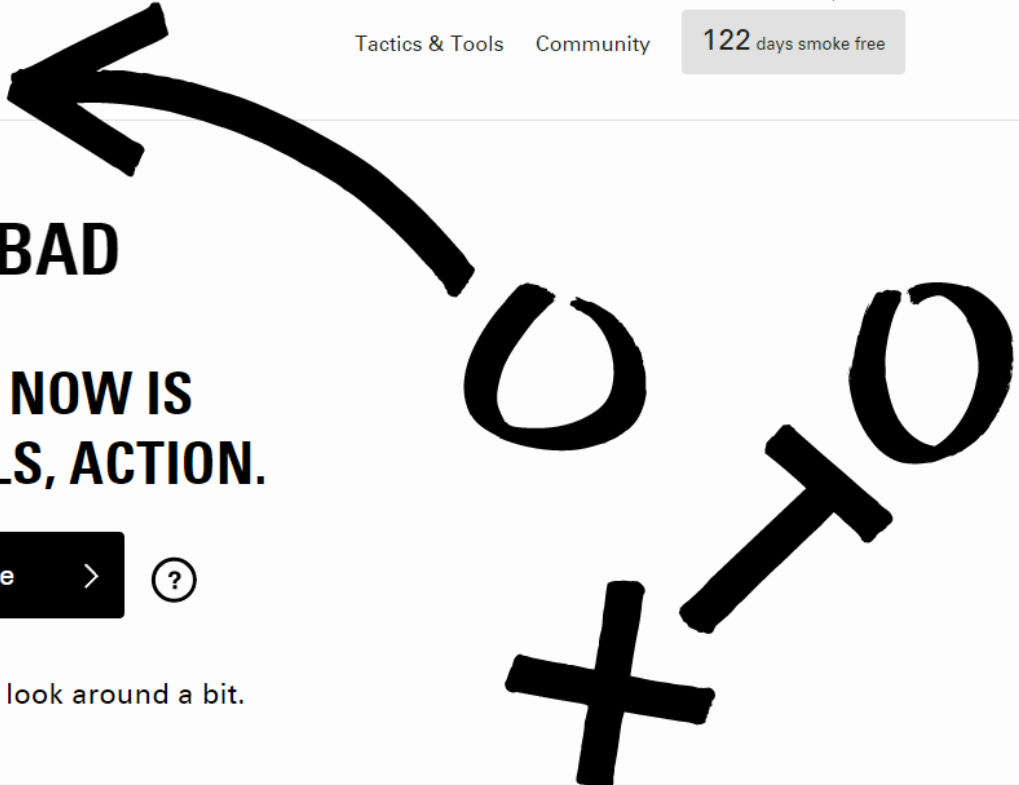 Tactics & Tools Community 122 days smoke free
BAD
NOW IS
LS, ACTION.
e >
?
look around a bit.